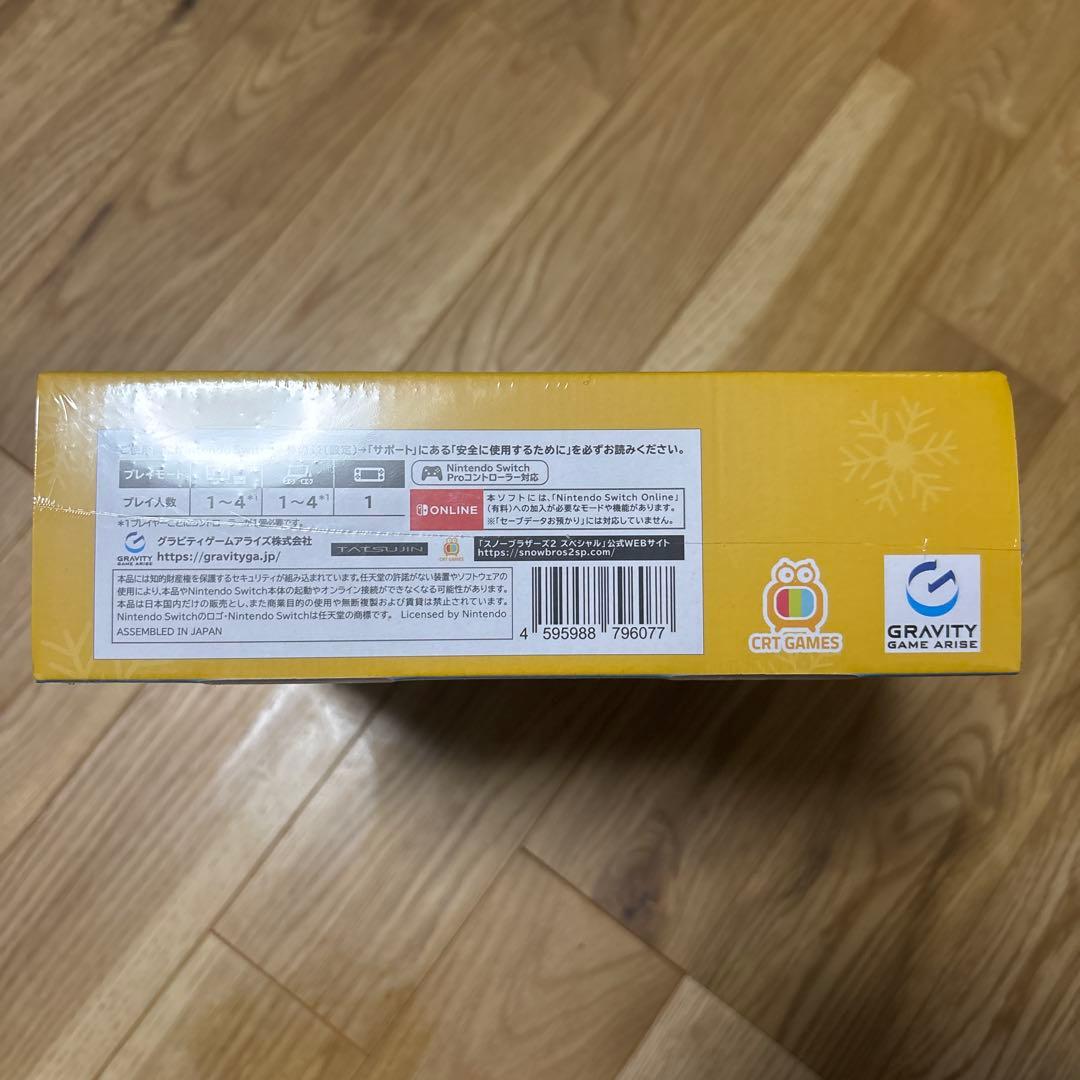 にある「安全に使用するために」を必ずお読みください。
→「サポート」
プレイモード
Nintendo Switch
Proコントローラー対応
プレイ人数 1～4*1 1～4*1 1
ONLINE
本ソフトには、「Nintendo Switch Online」
(有料)への加入が必要なモードや機能があります。
※「セーブデータお預かり」には対応していません。
GRAVITY
GAME ARISE
グラビティゲームアライズ株式会社
https://gravityga.jp/
TATSUJIN
CRT GAMES
「スノーブラザーズ2 スペシャル」公式WEBサイト
https://snowbros2sp.com/
本品には知的財産権を保護するセキュリティが組み込まれています。任天堂の許諾がない装置やソフトウェアの
使用により、本品やNintendo Switch本体の起動やオンライン接続ができなくなる可能性があります。
本品は日本国内だけの販売とし、また商業目的の使用や無断複製および賃貸は禁止されています。
Nintendo Switchのロゴ・Nintendo Switchは任天堂の商標です。 Licensed by Nintendo
ASSEMBLED IN JAPAN
4 595988 796077
CRT GAMES
GRAVITY
GAME ARISE